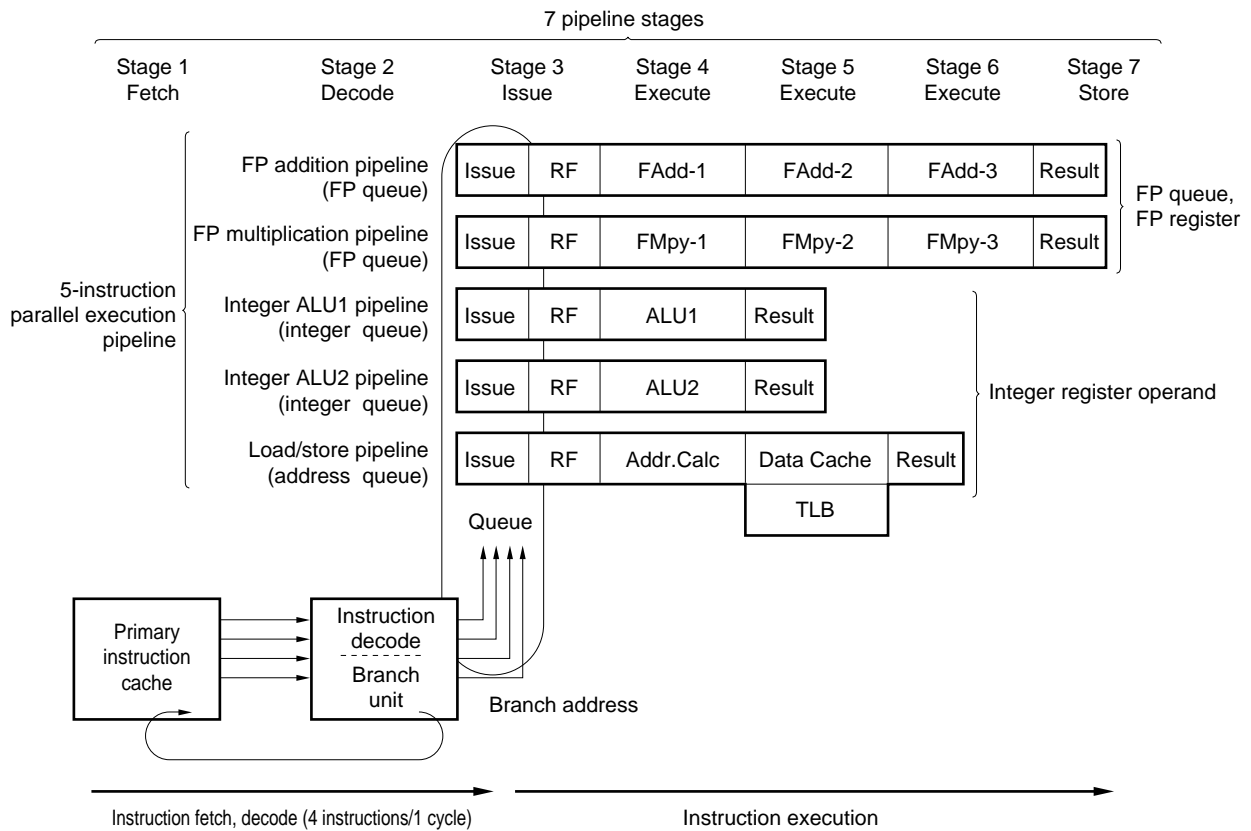 7 pipeline stages
Stage 1 Stage 2 Stage 3 Stage 4 Stage 5 Stage 6 Stage 7
Fetch Decode Issue Execute Execute Execute Store
FP addition pipeline
(FP queue)
Issue RF FAdd-1 FAdd-2 FAdd-3 Result
FP multiplication pipeline
(FP queue)
Issue RF FMpy-1 FMpy-2 FMpy-3 Result
FP queue,
FP register
5-instruction
parallel execution
pipeline
Integer ALU1 pipeline
(integer queue)
Issue RF ALU1 Result
Integer ALU2 pipeline
(integer queue)
Issue RF ALU2 Result
Integer register operand
Load/store pipeline
(address queue)
Issue RF Addr.Calc Data Cache Result
TLB
Queue
Primary
instruction
cache
Instruction
decode
Branch
unit
Branch address
Instruction fetch, decode (4 instructions/1 cycle)
Instruction execution